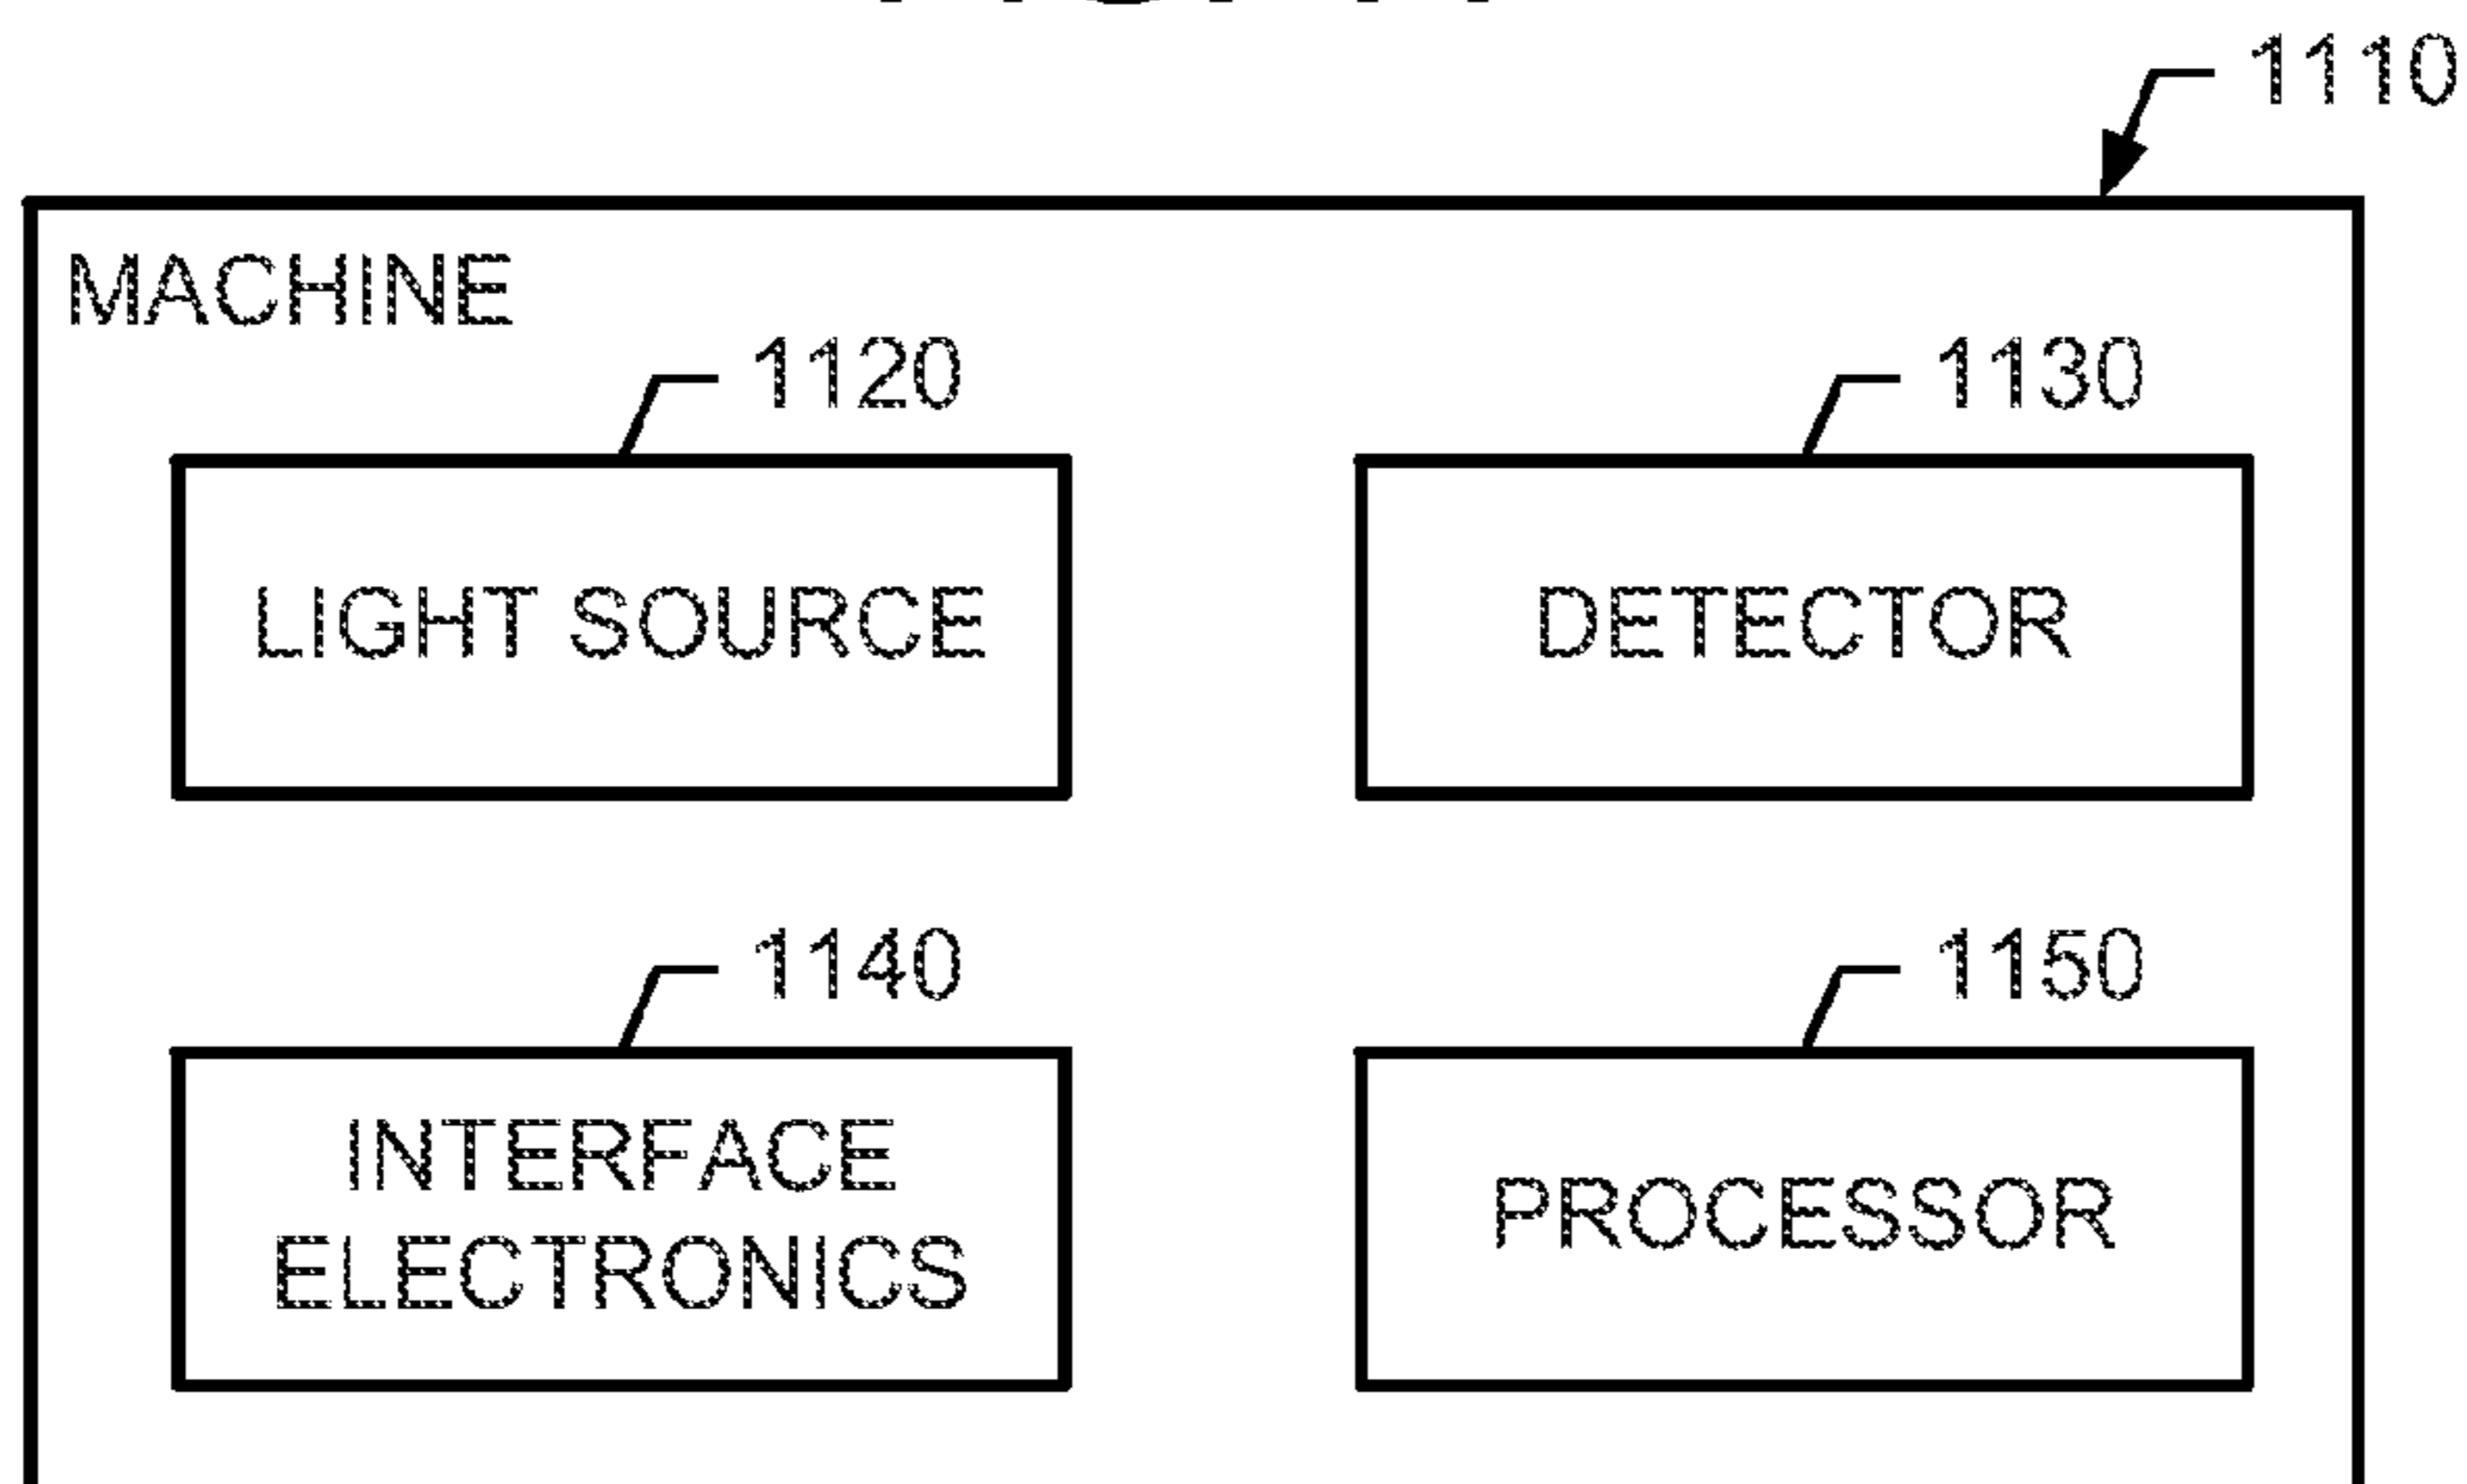 1110
MACHINE
1120
1130
LIGHT SOURCE
DETECTOR
1140
1150
INTERFACE
ELECTRONICS
PROCESSOR